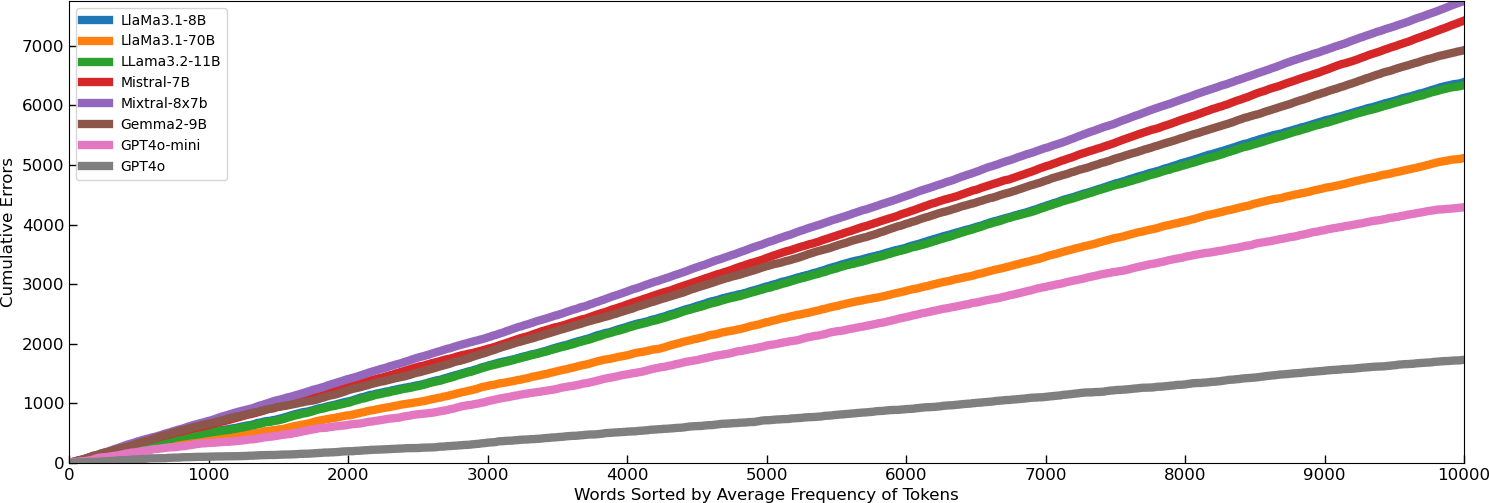 LlaMa3.1-8B
LlaMa3.1-70B
LLama3.2-11B
Mistral-7B
Mixtral-8x7b
Gemma2-9B
GPT4o-mini
GPT4o
Cumulative Errors
7000
6000
5000
4000
3000
2000
1000
0
0 1000 2000 3000 4000 5000 6000 7000 8000 9000 10000
Words Sorted by Average Frequency of Tokens